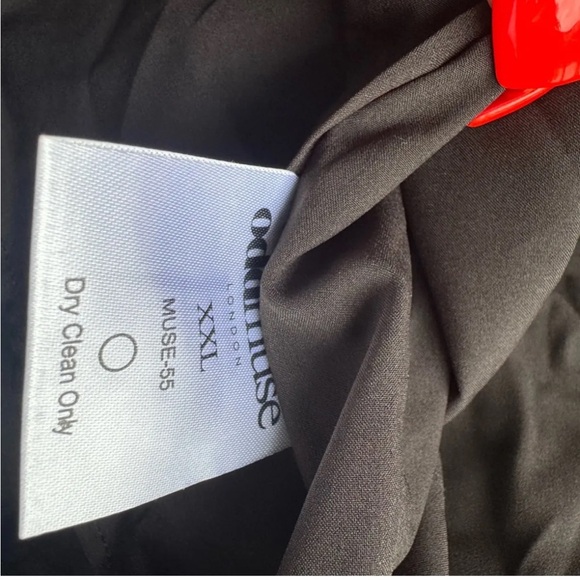 oddmuse
LONDON
XXL
MUSE-55
Dry Clean Only